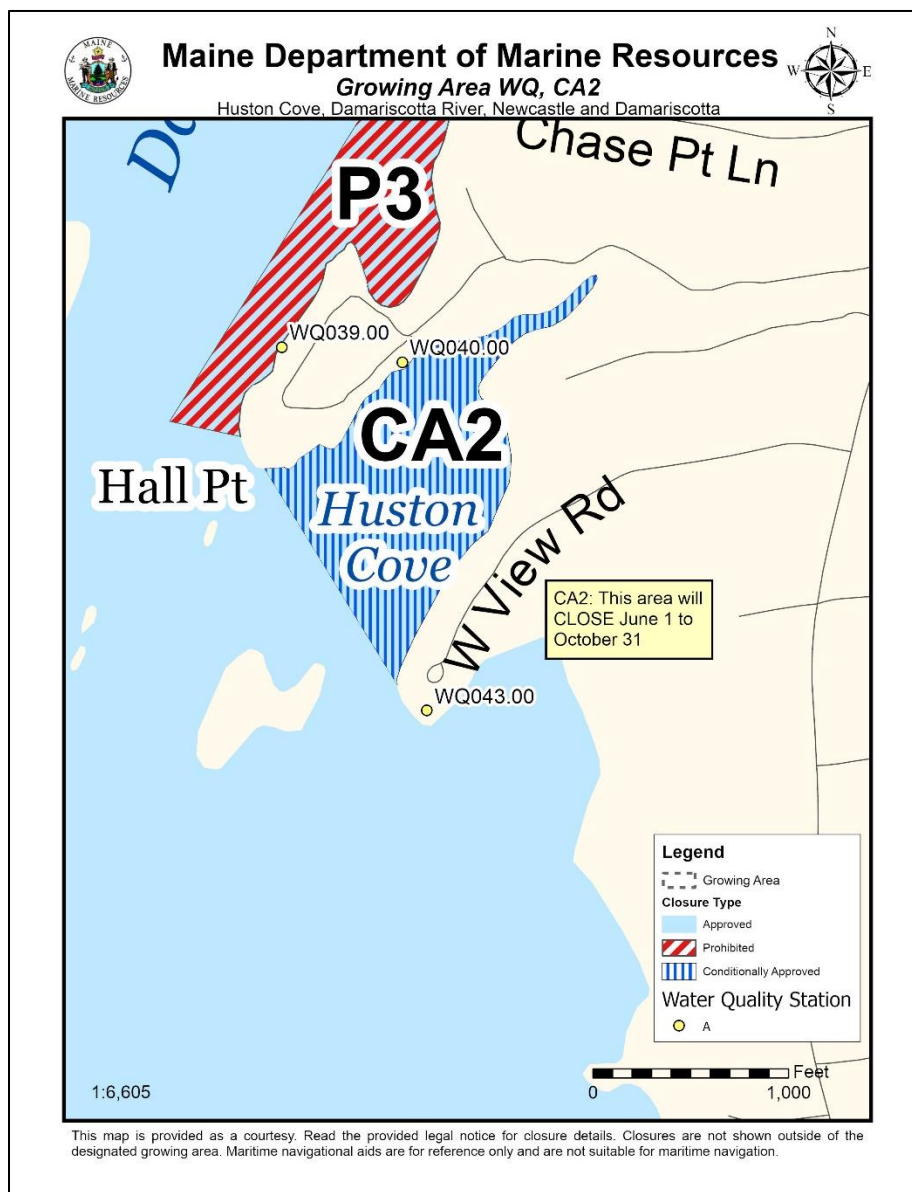 Maine Department of Marine Resources
Growing Area WQ, CA2
Huston Cove, Damariscotta River, Newcastle and Damariscotta
N
W
E
S
MAINE
MARINE RESOURCES
Chase Pt Ln
P3
WQ039.00
WQ040.00
CA2
Hall Pt
Huston
Cove
W View Rd
CA2: This area will
CLOSE June 1 to
October 31
WQ043.00
Legend
Growing Area
Closure Type
Approved
Prohibited
Conditionally Approved
Water Quality Station
A
Feet
0
1,000
1:6,605
This map is provided as a courtesy. Read the provided legal notice for closure details. Closures are not shown outside of the
designated growing area. Maritime navigational aids are for reference only and are not suitable for maritime navigation.